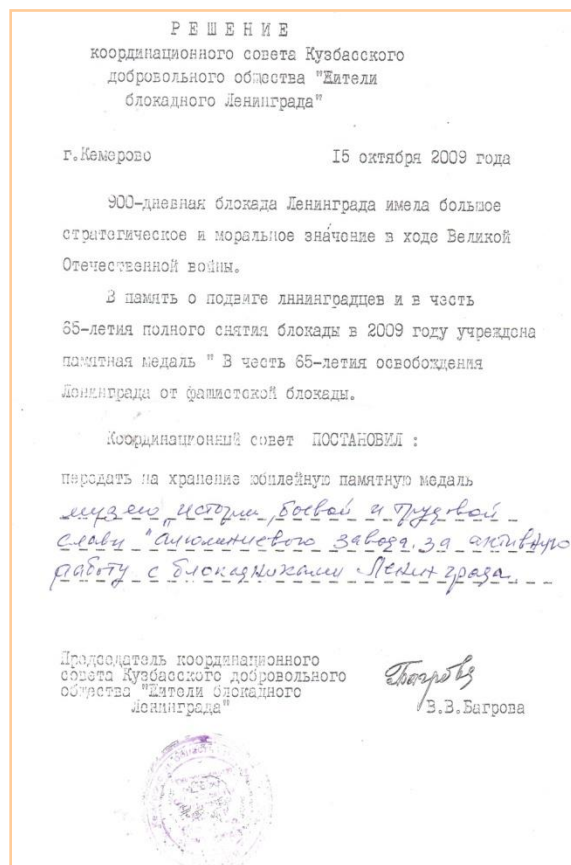 Р Е Ш Е Н И Е
координационного совета Кузбасского
добровольного общества "Жители
блокадного Ленинграда"
г.Кемерово 15 октября 2009 года
900-дневная блокада Ленинграда имела большое
стратегическое и моральное значение в ходе Великой
Отечественной войны.
В память о подвиге лнинградцев и в честь
65-летия полного снятия блокады в 2009 году учреждена
памятная медаль " В честь 65-летия освобождения
Ленинграда от фашистской блокады.
Координационный совет ПОСТАНОВИЛ :
передать на хранение юбилейную памятную медаль
музею "истории, боевой и трудовой
славы" Алюминиевого завода за активную
работу с блокадниками Ленинграда
Председатель координационного
совета Кузбасского добровольного
общества "Жители блокадного
Ленинграда" В.В.Багрова